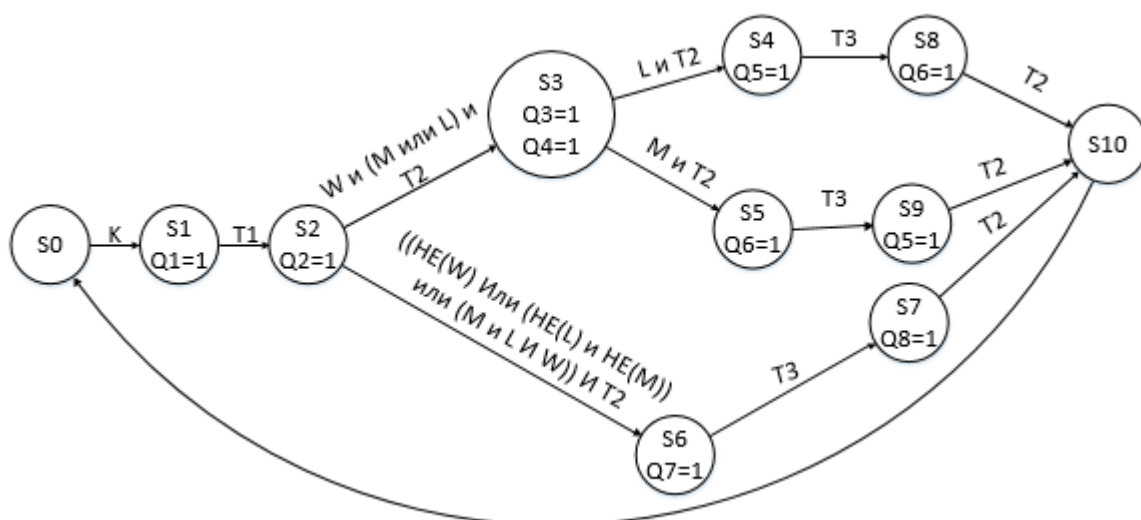 S0
K
S1
Q1=1
T1
S2
Q2=1
W и (M или L) и
T2
S3
Q3=1
Q4=1
L и T2
S4
Q5=1
T3
S8
Q6=1
T2
M и T2
S5
Q6=1
T3
S9
Q5=1
T2
((НЕ(W) Или (НЕ(L) и НЕ(M))
или (M и L И W)) И T2
S6
Q7=1
T3
S7
Q8=1
T2
S10